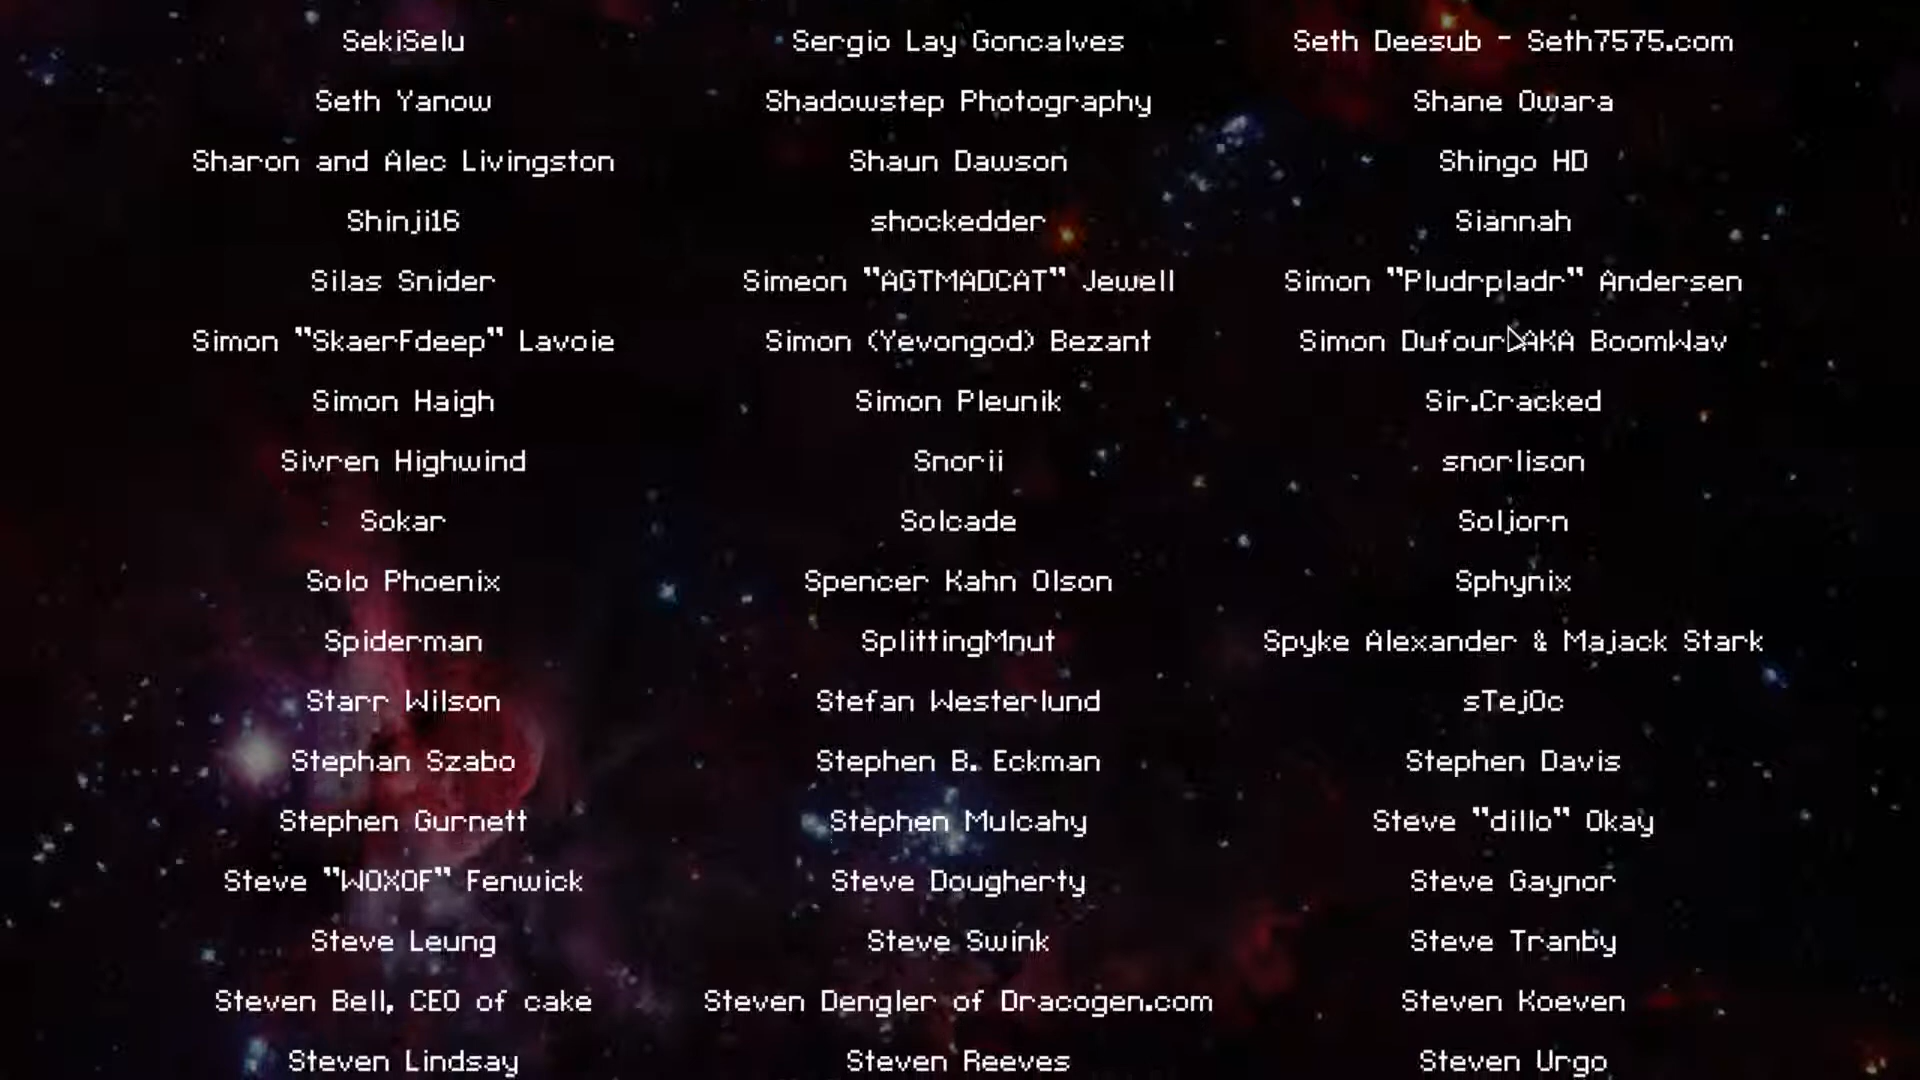 SekiSelu
Sergio Lay Goncalves
Seth Deesub - Seth7575.com
Seth Yanow
Shadowstep Photography
Shane Owara
Sharon and Alec Livingston
Shaun Dawson
Shingo HD
Shinji16
shockedder
Siannah
Silas Snider
Simeon "AGTMADCAT" Jewell
Simon "Pludrpladr" Andersen
Simon "SkaerFdeep" Lavoie
Simon (Yevongod) Bezant
Simon Dufour AKA BoomWav
Simon Haigh
Simon Pleunik
Sir.Cracked
Sivren Highwind
Snorii
snorlison
Sokar
Solcade
Soljorn
Solo Phoenix
Spencer Kahn Olson
Sphynix
Spiderman
SplittingMnut
Spyke Alexander & Majack Stark
Starr Wilson
Stefan Westerlund
sTej0c
Stephan Szabo
Stephen B. Eckman
Stephen Davis
Stephen Gurnett
Stephen Mulcahy
Steve "dillo" Okay
Steve "WOXOF" Fenwick
Steve Dougherty
Steve Gaynor
Steve Leung
Steve Swink
Steve Tranby
Steven Bell, CEO of cake
Steven Dengler of Dracogen.com
Steven Koeven
Steven Lindsay
Steven Reeves
Steven Urgo